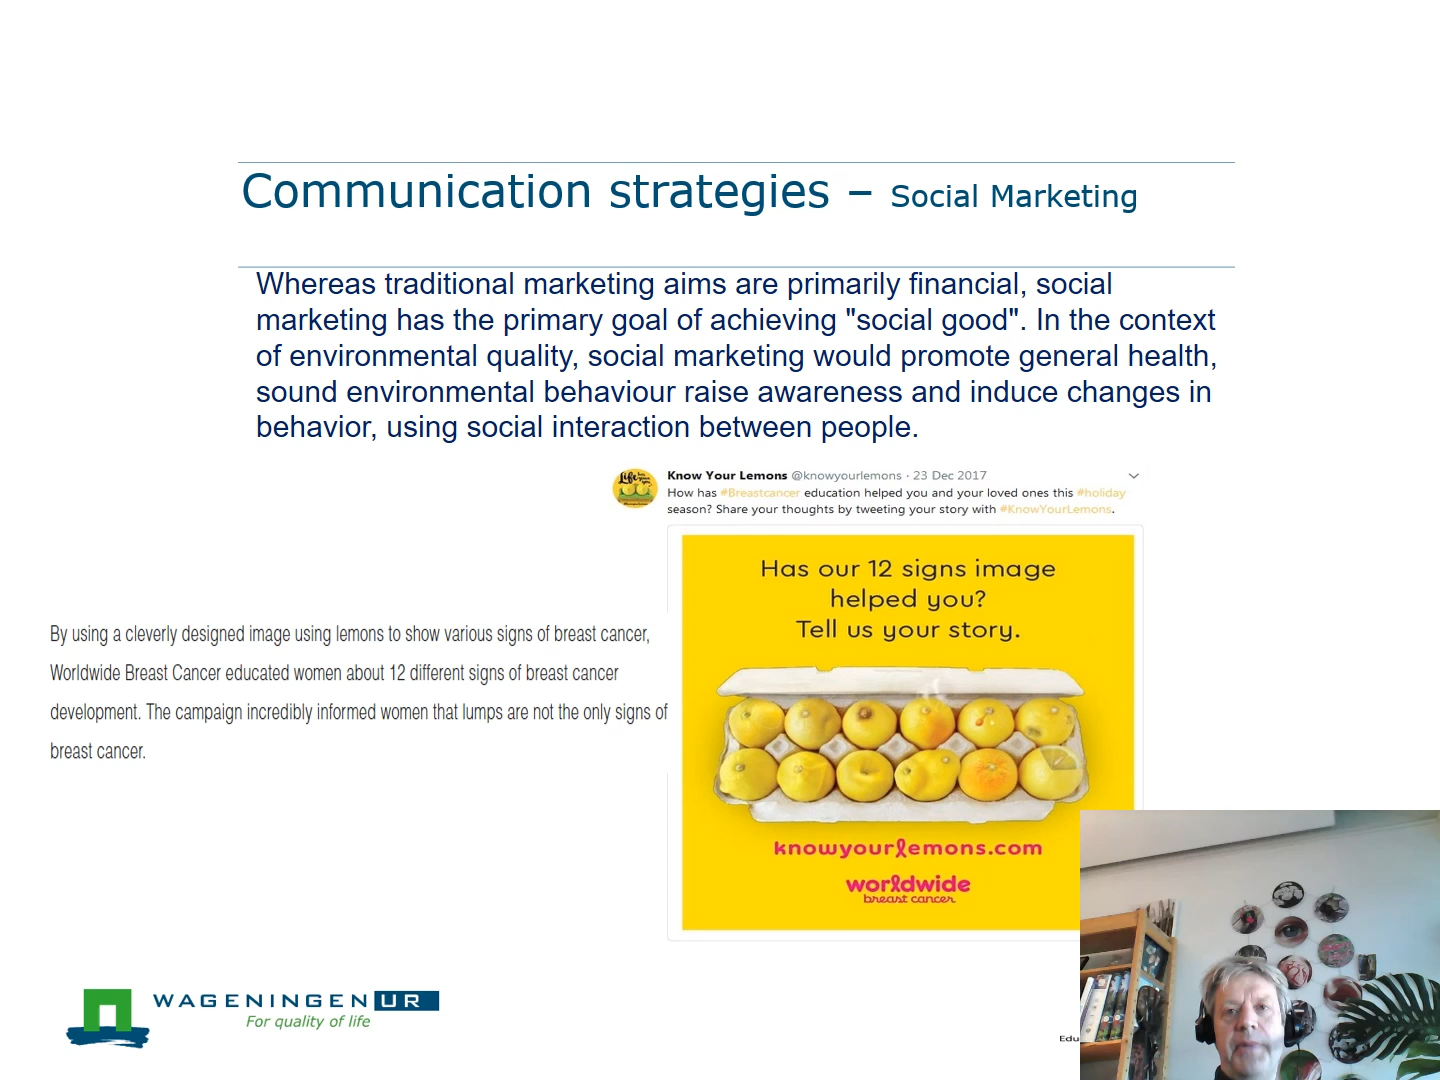 Communication strategies – Social Marketing
Whereas traditional marketing aims are primarily financial, social
marketing has the primary goal of achieving "social good". In the context
of environmental quality, social marketing would promote general health,
sound environmental behaviour raise awareness and induce changes in
behavior, using social interaction between people.
Know Your Lemons @knowyourlemons · 23 Dec 2017
How has #Breastcancer education helped you and your loved ones this #holiday
season? Share your thoughts by tweeting your story with #KnowYourLemons.
Has our 12 signs image
helped you?
Tell us your story.
By using a cleverly designed image using lemons to show various signs of breast cancer,
Worldwide Breast Cancer educated women about 12 different signs of breast cancer
development. The campaign incredibly informed women that lumps are not the only signs of
breast cancer.
knowyourlemons.com
worldwide
breast cancer
WAGENINGEN UR
For quality of life
Edu